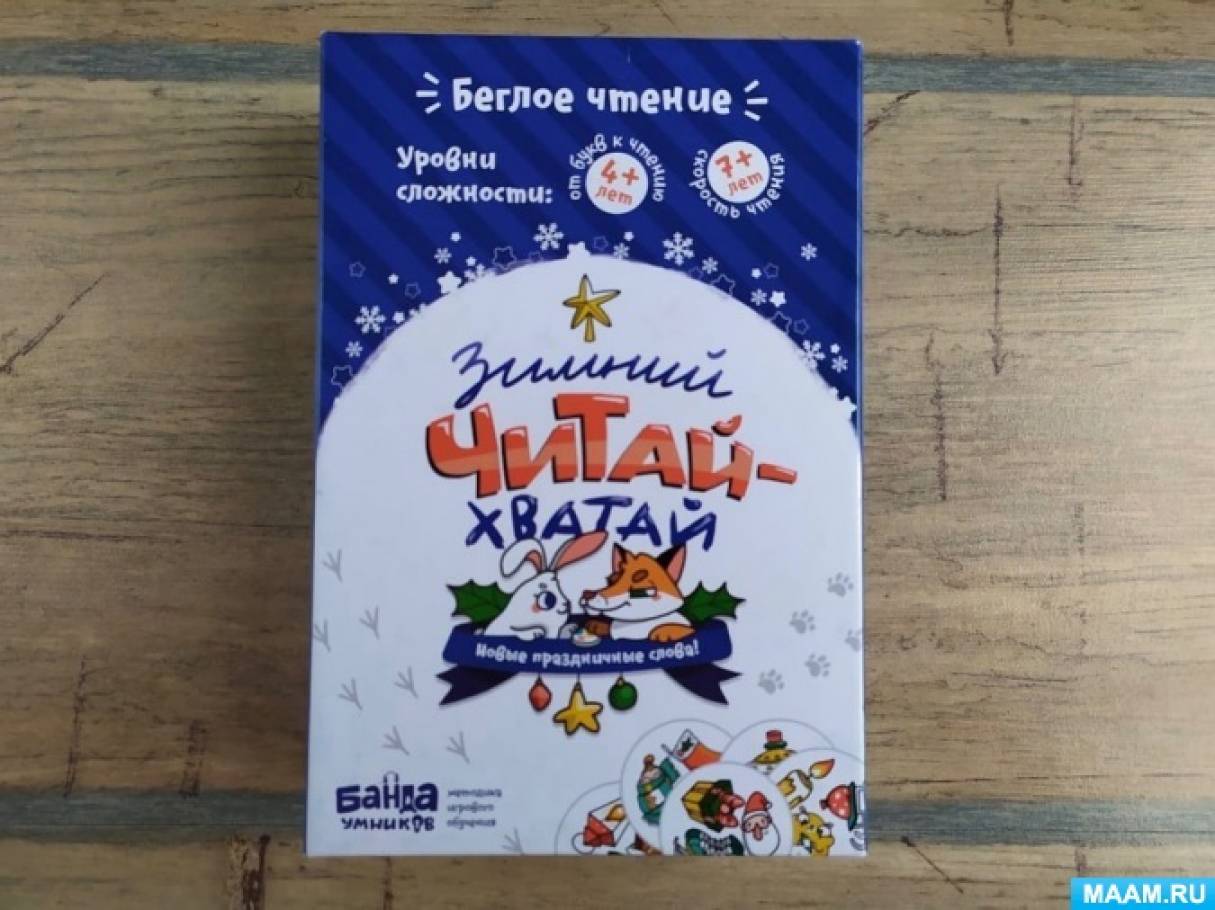 Беглое чтение
Уровни
сложности:
от букв к чтению
4+
лет
скорость чтения
7+
лет
Зимний
ЧИТАЙ-
ХВАТАЙ
Новые праздничные слова!
БАНДА
УМНИКОВ
методика
игрового
обучения
MAAM.RU